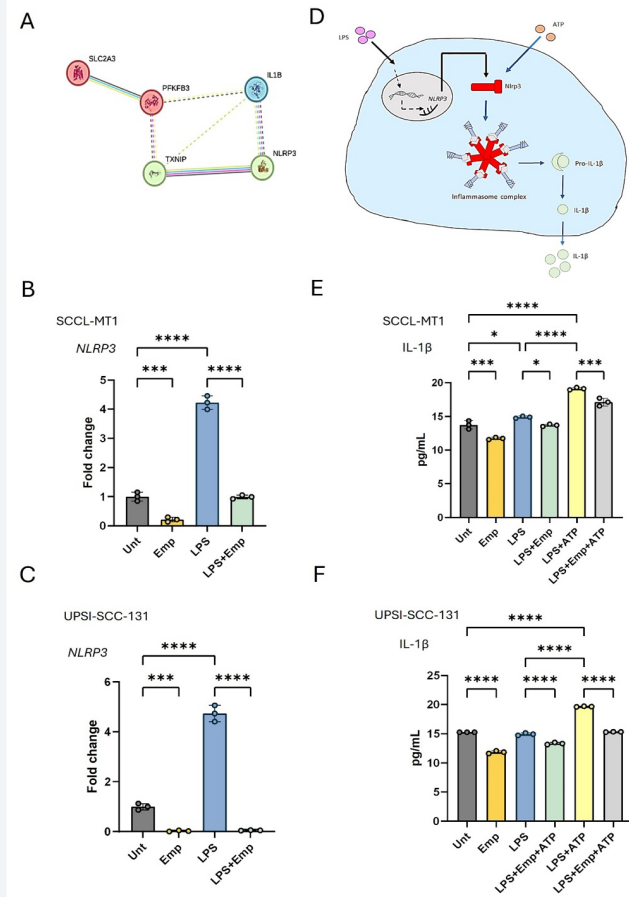 A
SLC2A3
PFKFB3
IL1B
TXNIP
NLRP3
D
LPS
ATP
NLRP3
Nlrp3
Inflammasome complex
Pro-IL-1β
IL-1β
IL-1β
B
SCCL-MT1
NLRP3
****
*** ****
Fold change
5
4
3
2
1
0
Unt
Emp
LPS
LPS+Emp
E
SCCL-MT1
IL-1β
****
* ****
*** * ***
pg/mL
20
15
10
5
0
Unt
Emp
LPS
LPS+Emp
LPS+ATP
LPS+Emp+ATP
C
UPSI-SCC-131
NLRP3
****
*** ****
Fold change
6
4
2
0
Unt
Emp
LPS
LPS+Emp
F
UPSI-SCC-131
IL-1β
****
****
**** **** ****
pg/mL
25
20
15
10
5
0
Unt
Emp
LPS
LPS+Emp+ATP
LPS+ATP
LPS+Emp+ATP